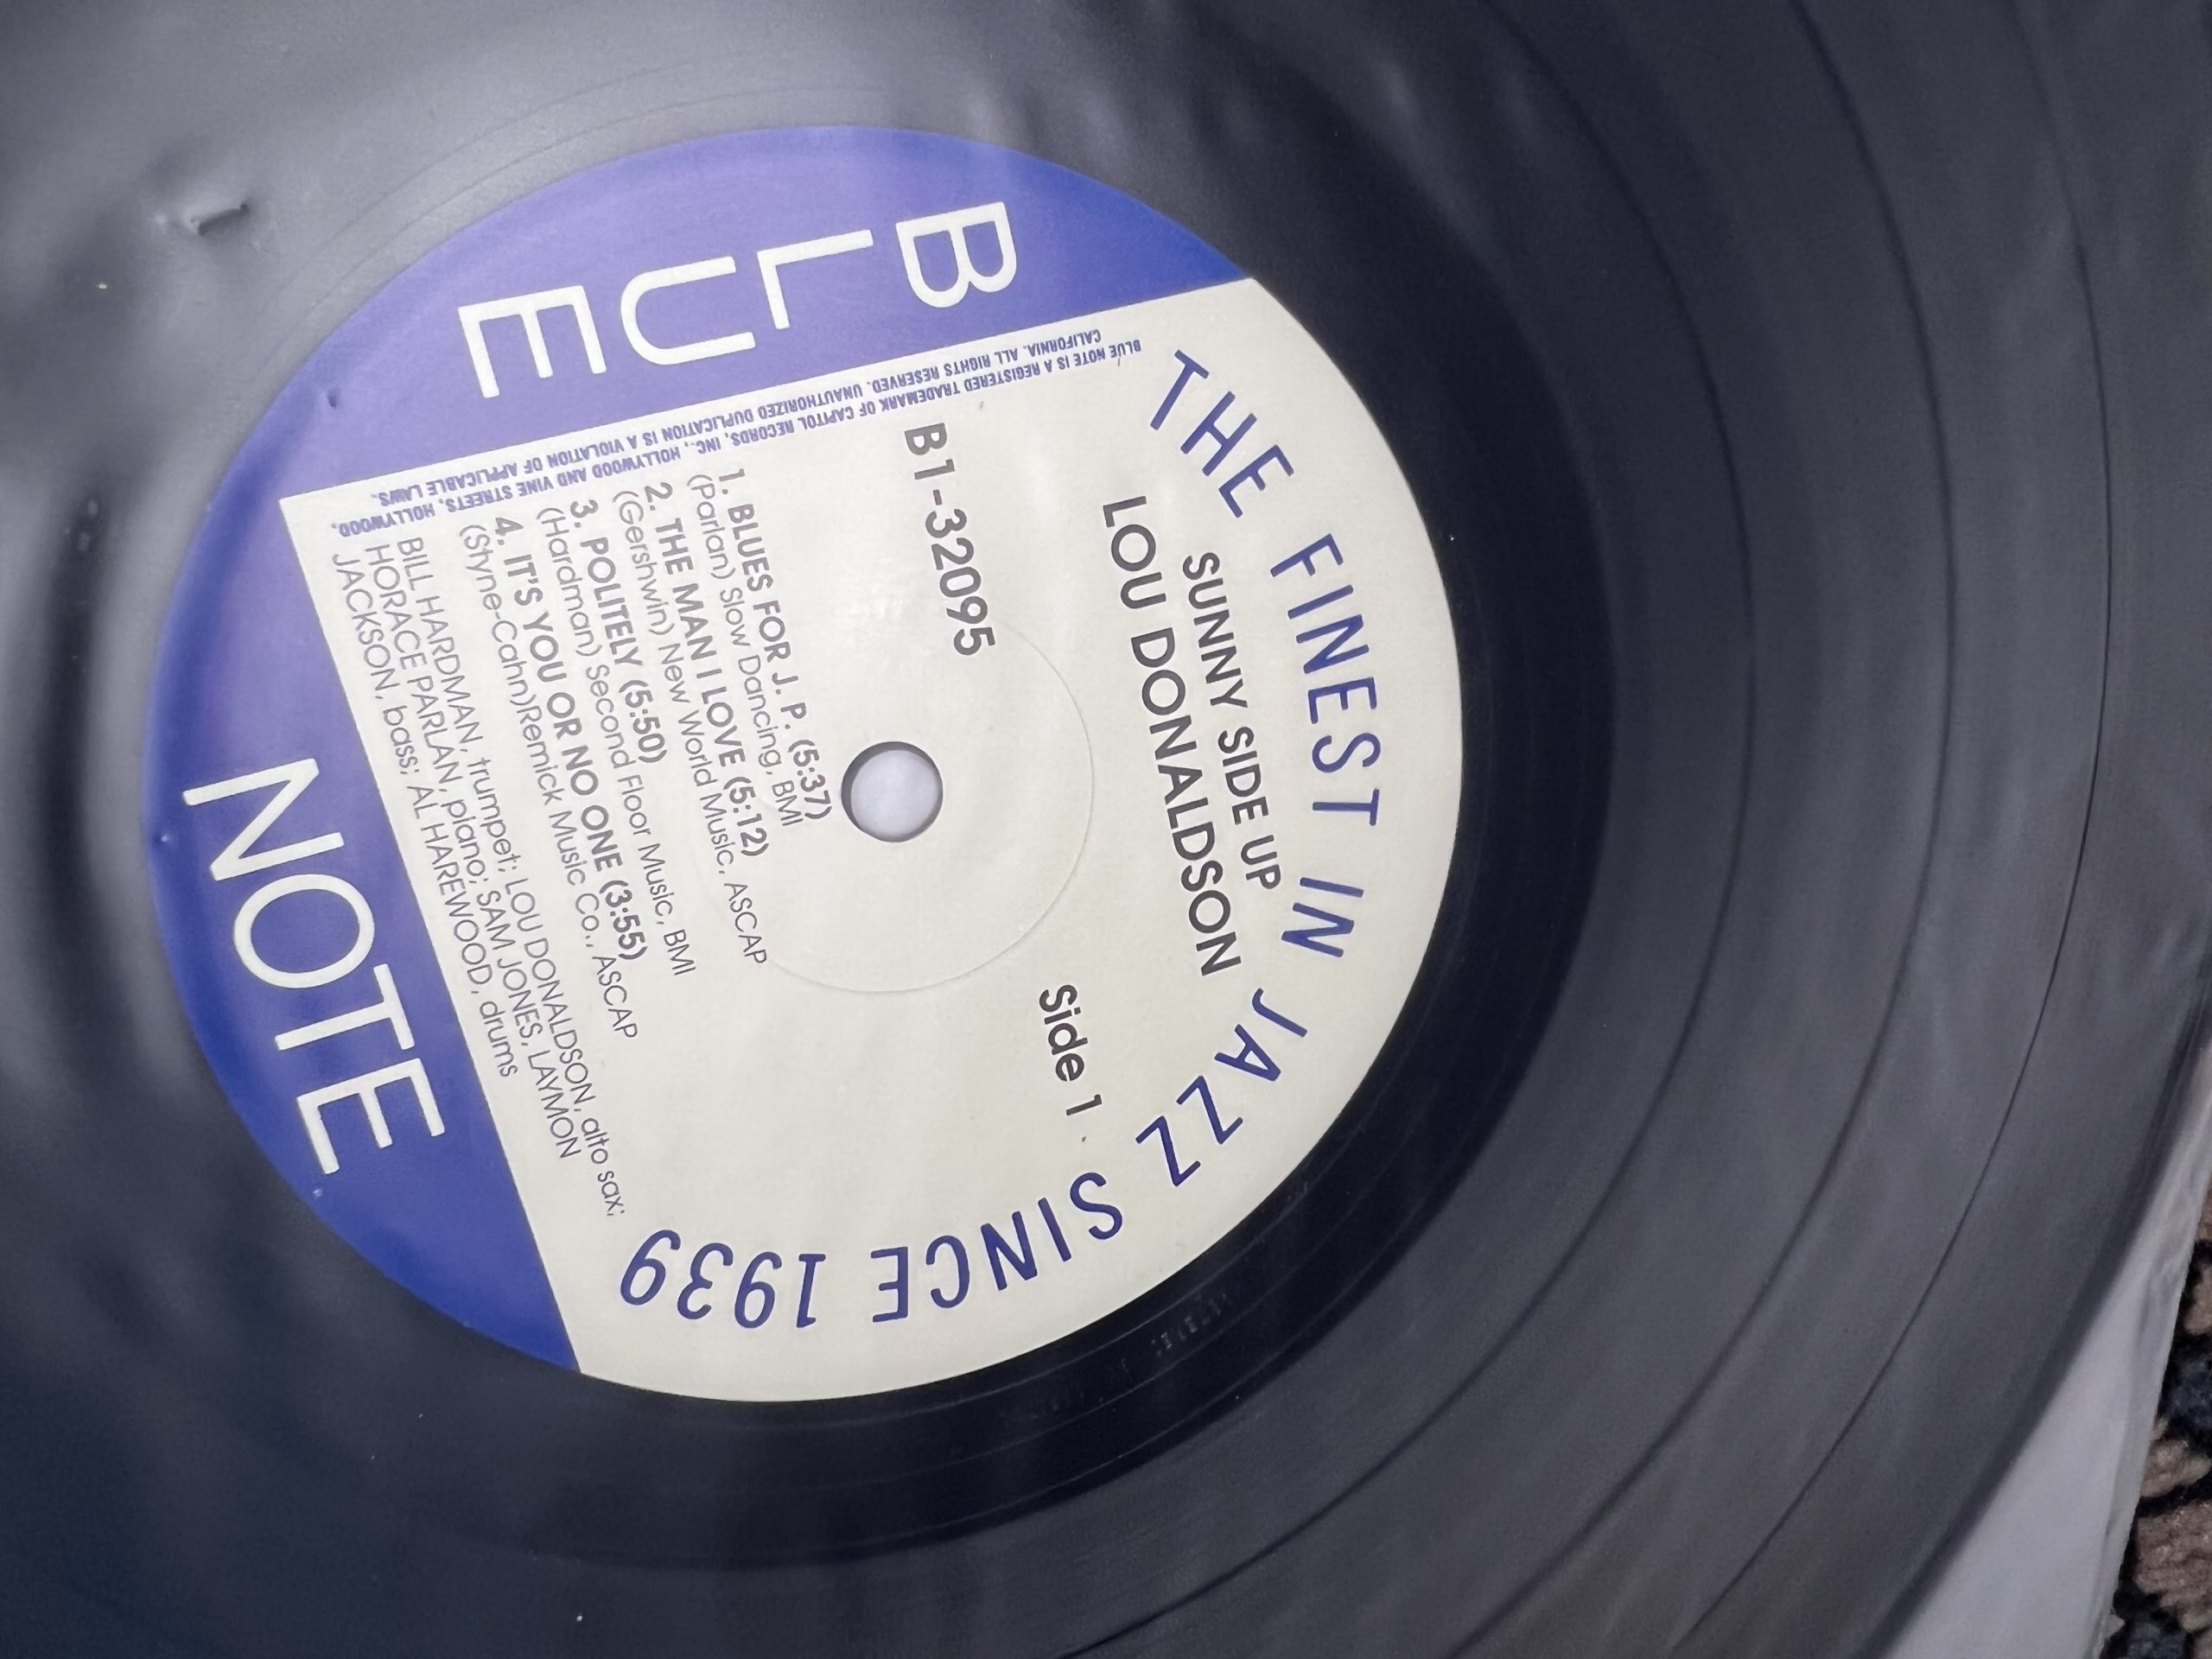 THE FINEST IN JAZZ SINCE 1939
SUNNY SIDE UP
LOU DONALDSON
B1-32095
Side 1
1. BLUES FOR J. P. (5:37)
(Parlan) Slow Dancing, BMI
2. THE MAN I LOVE (5:12)
(Gershwin) New World Music, ASCAP
3. POLITELY (5:50)
(Hardman) Second Floor Music, BMI
4. IT'S YOU OR NO ONE (3:55)
(Styne-Cahn)Remick Music Co., ASCAP
BILL HARDMAN, trumpet; LOU DONALDSON, alto sax;
HORACE PARLAN, piano; SAM JONES, LAYMON
JACKSON, bass; AL HAREWOOD, drums
BLUE
NOTE
BLUE NOTE IS A REGISTERED TRADEMARK OF CAPITOL RECORDS, INC., HOLLYWOOD AND VINE STREETS, HOLLYWOOD,
CALIFORNIA. ALL RIGHTS RESERVED. UNAUTHORIZED DUPLICATION IS A VIOLATION OF APPLICABLE LAWS.